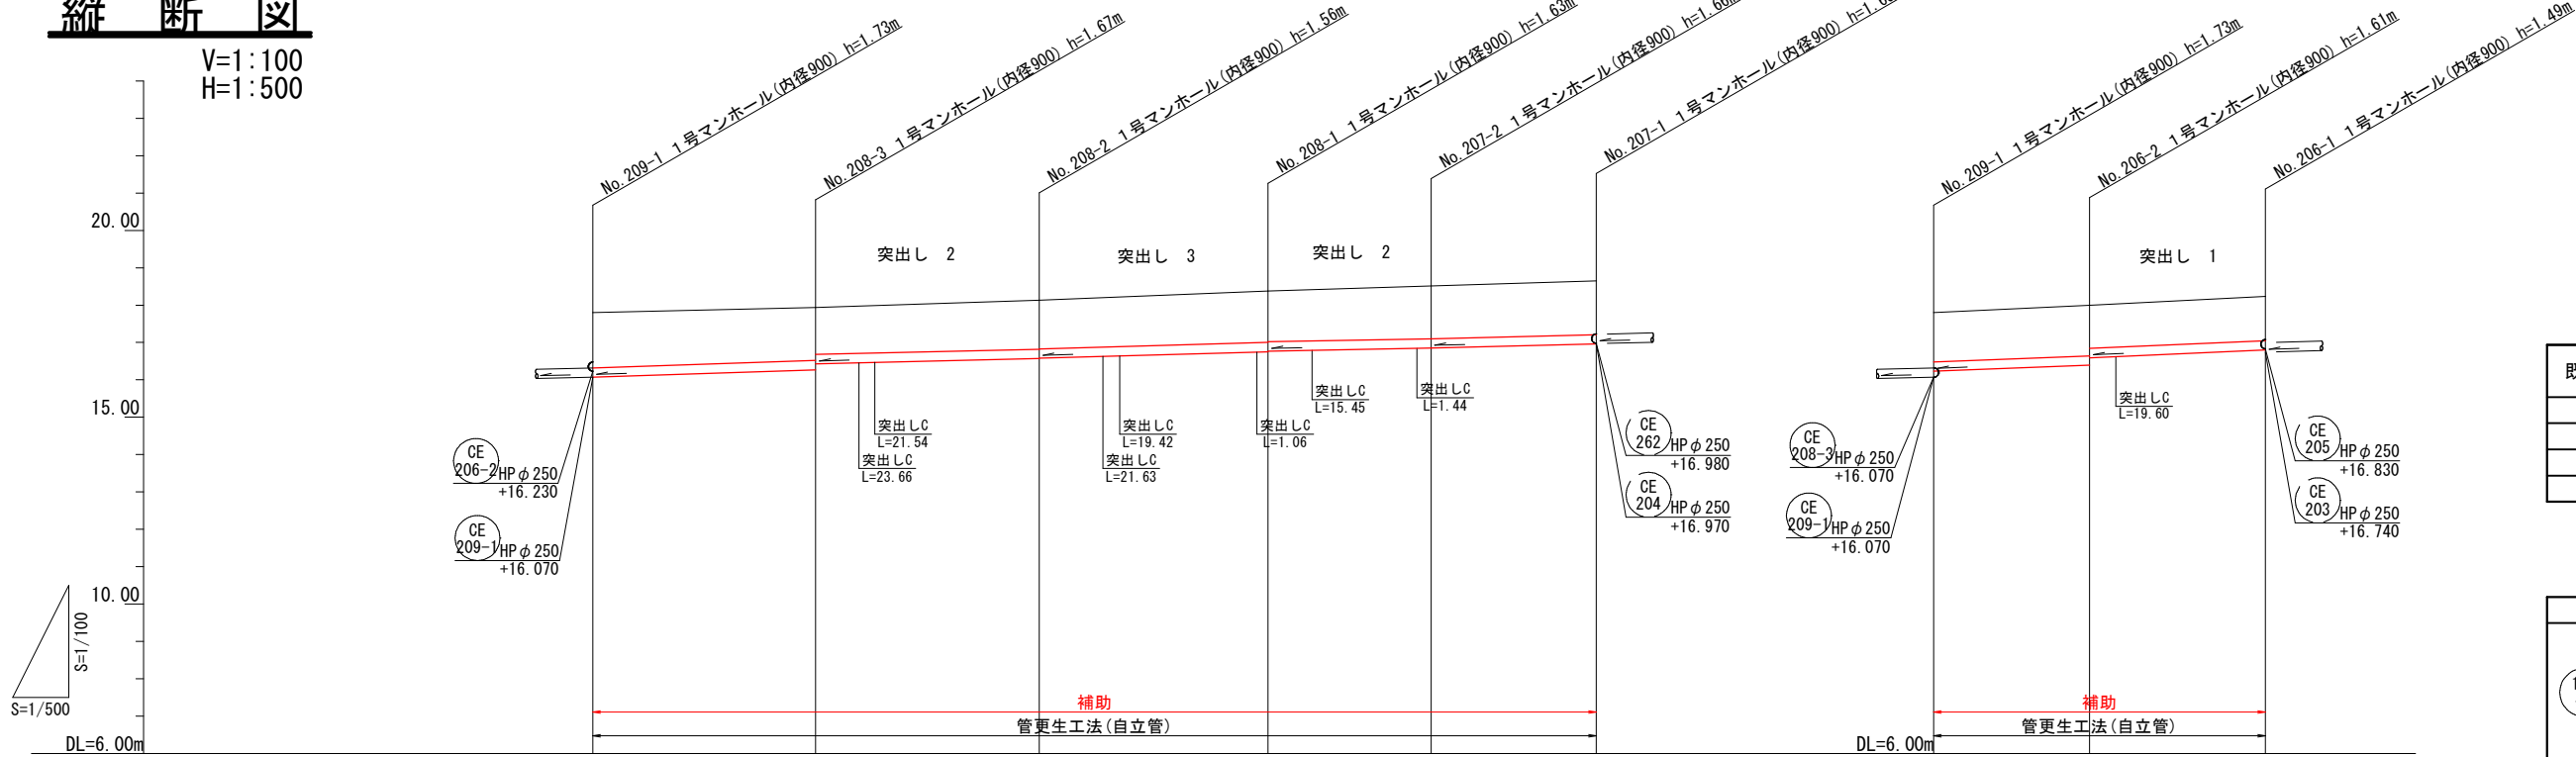 縦 断 図
V=1:100
H=1:500
No.209-1 1号マンホール(内径900) h=1.73m
No.208-3 1号マンホール(内径900) h=1.67m
No.208-2 1号マンホール(内径900) h=1.56m
No.208-1 1号マンホール(内径900) h=1.63m
No.207-2 1号マンホール(内径900) h=1.66m
No.207-1 1号マンホール(内径900)
No.209-1 1号マンホール(内径900) h=1.73m
No.206-2 1号マンホール(内径900) h=1.61m
No.206-1 1号マンホール(内径900) h=1.49m
20.00
15.00
10.00
DL=6.00m
S=1/100
S=1/500
突出し 2
突出し 3
突出し 2
突出し 1
突出しC
L=21.54
突出しC
L=23.66
突出しC
L=19.42
突出しC
L=21.63
突出しC
L=1.06
突出しC
L=15.45
突出しC
L=1.44
突出しC
L=19.60
CE
206-2
HPφ250
+16.230
CE
209-1
HPφ250
+16.070
CE
262
HPφ250
+16.980
CE
204
HPφ250
+16.970
CE
208-3
HPφ250
+16.070
CE
209-1
HPφ250
+16.070
CE
205
HPφ250
+16.830
CE
203
HPφ250
+16.740
補助
管更生工法(自立管)
DL=6.00m
補助
管更生工法(自立管)